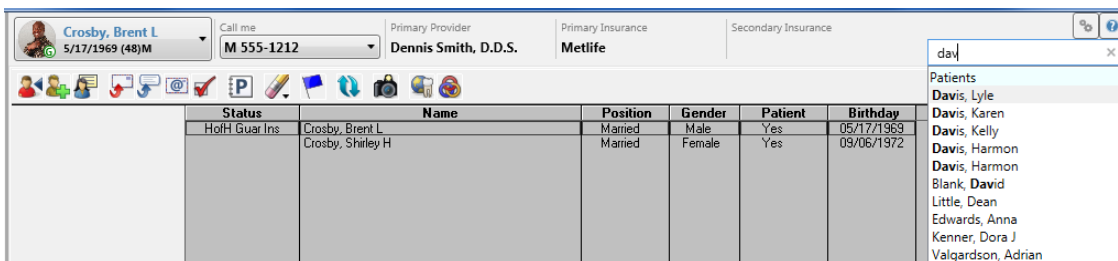 Crosby, Brent L
5/17/1969 (48)M
G
Call me
M 555-1212
Primary Provider
Dennis Smith, D.D.S.
Primary Insurance
Metlife
Secondary Insurance
?
dav
×
@ P
Patients
Davis, Lyle
Davis, Karen
Davis, Kelly
Davis, Harmon
Davis, Harmon
Blank, David
Little, Dean
Edwards, Anna
Kenner, Dora J
Valgardson, Adrian
Status Name Position Gender Patient Birthday
HofH Guar Ins Crosby, Brent L Married Male Yes 05/17/1969
Crosby, Shirley H Married Female Yes 09/06/1972